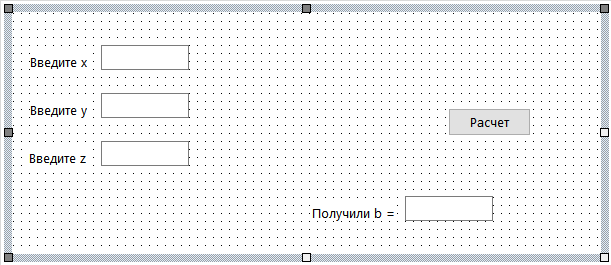 Введите x
Введите y
Расчет
Введите z
Получили b =